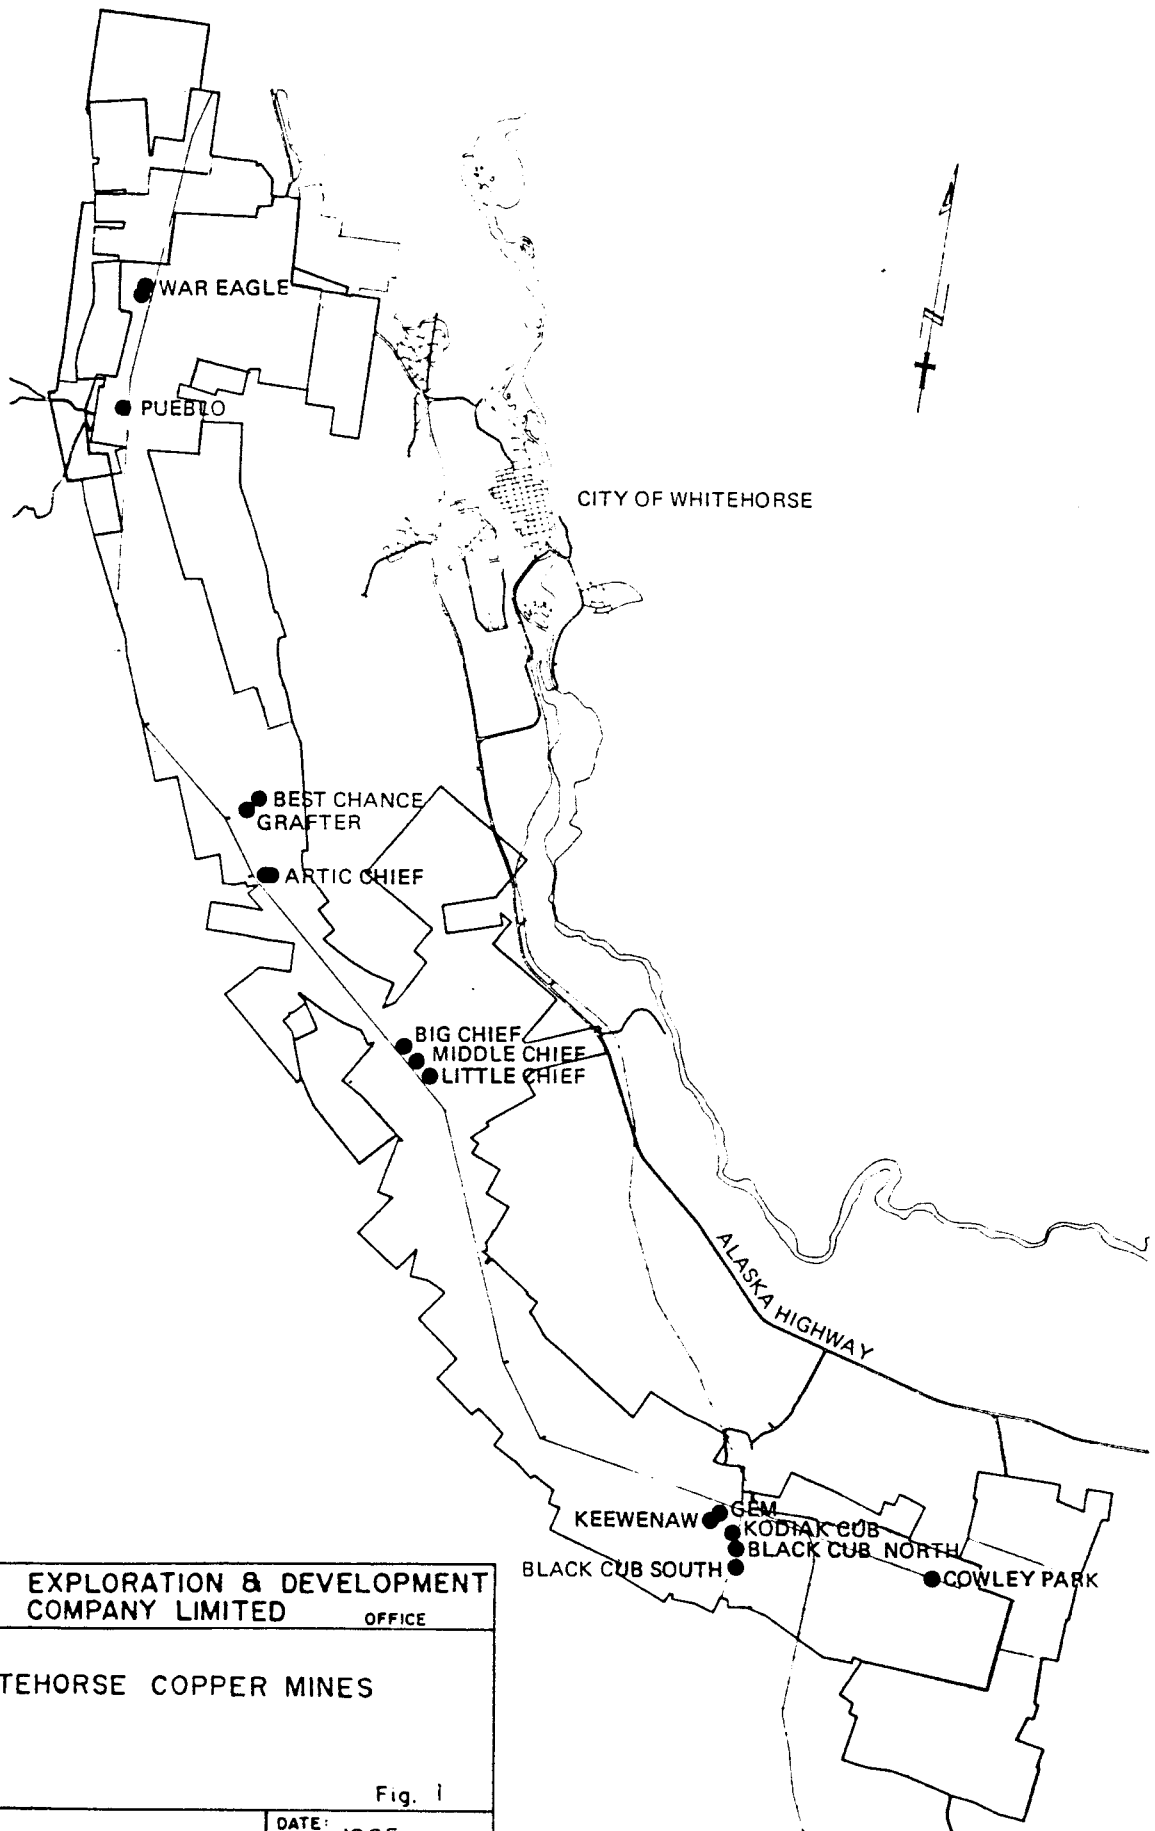 WAR EAGLE
PUEBLO
CITY OF WHITEHORSE
BEST CHANCE
GRAFTER
ARTIC CHIEF
BIG CHIEF
MIDDLE CHIEF
LITTLE CHIEF
ALASKA HIGHWAY
GEM
KEEWENAW
KODIAK CUB
BLACK CUB NORTH
BLACK CUB SOUTH
COWLEY PARK
EXPLORATION & DEVELOPMENT
COMPANY LIMITED OFFICE
TEHORSE COPPER MINES
Fig. 1
DATE: